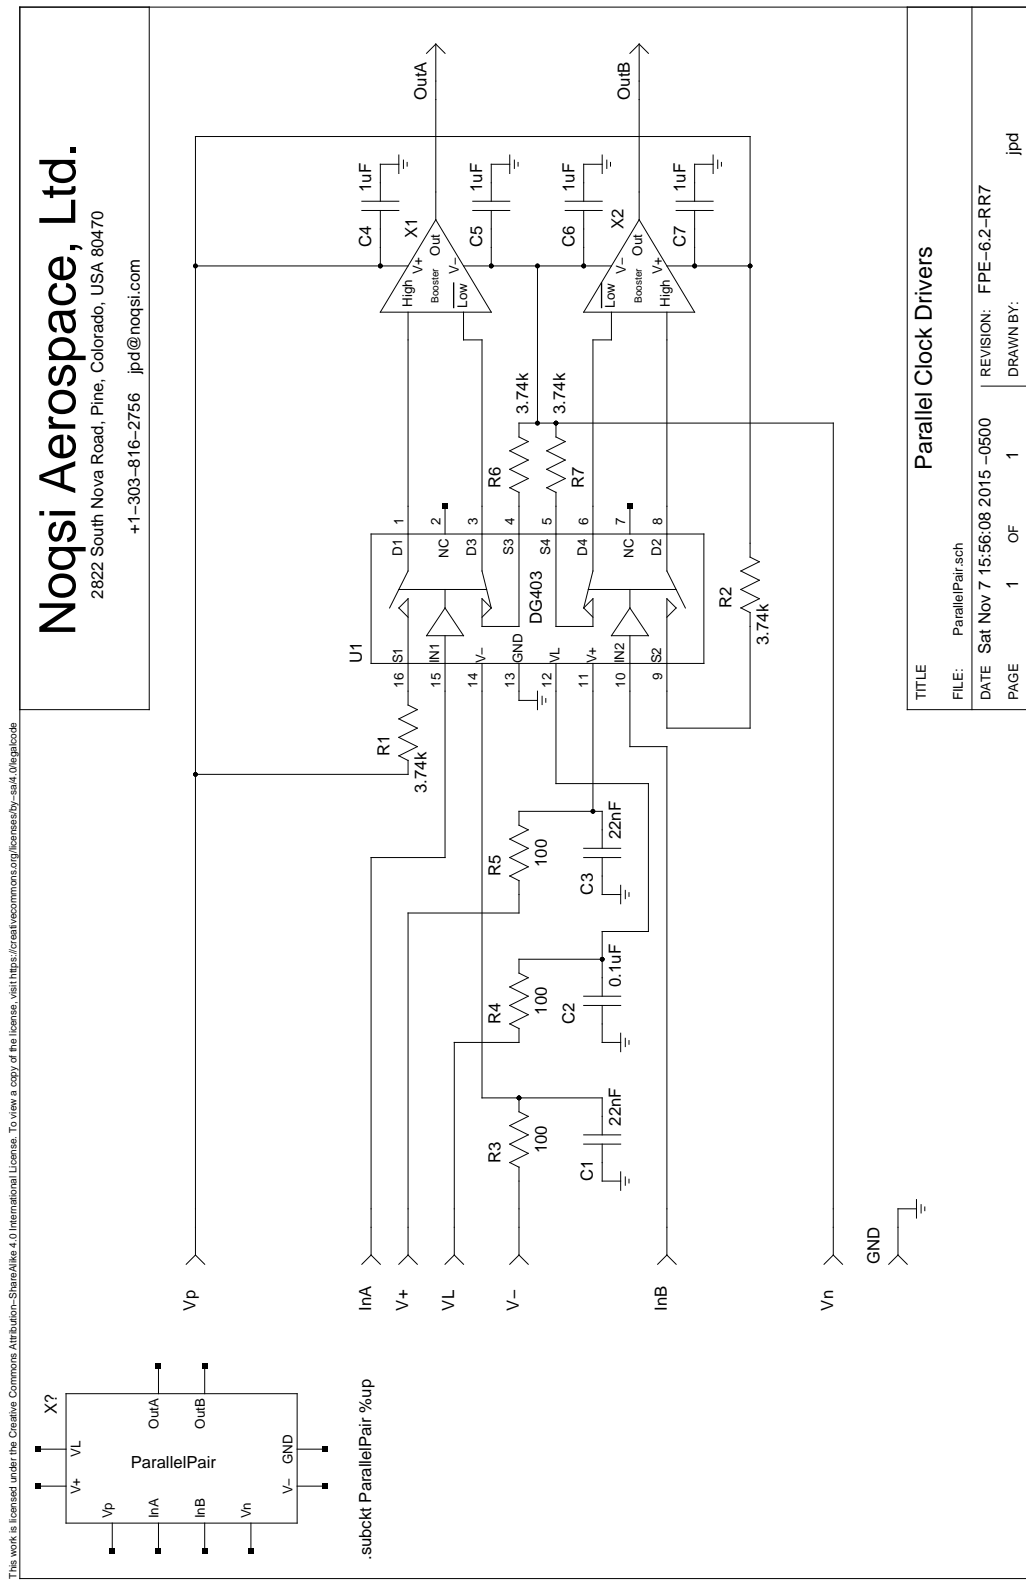 This work is licensed under the Creative Commons Attribution-ShareAlike 4.0 International License. To view a copy of the license, visit https://creativecommons.org/licenses/by-sa/4.0/legalcode
Noqsi Aerospace, Ltd.
2822 South Nova Road, Pine, Colorado, USA 80470
+1-303-816-2756 jpd@noqsi.com
X?
V+
VL
Vp
InA
InB
Vn
OutA
OutB
ParallelPair
V-
GND
.subckt ParallelPair %up
Vp
InA
V+
VL
V-
InB
Vn
GND
R3
100
C1
22nF
R4
100
C2
0.1uF
R5
100
C3
22nF
R1
3.74k
U1
16 S1
15 IN1
14 V-
13 GND
12 VL
11 V+
10 IN2
9 S2
D1 1
NC 2
D3 3
S3 4
S4 5
D4 6
NC 7
D2 8
DG403
R2
3.74k
R6
3.74k
R7
3.74k
High
V+
Booster
Out
Low
V-
X1
C4
1uF
C5
1uF
OutA
C6
1uF
X2
Low
V-
Booster
Out
High
V+
C7
1uF
OutB
TITLE
Parallel Clock Drivers
FILE: ParallelPair.sch
REVISION: FPE-6.2-RR7
DATE Sat Nov 7 15:56:08 2015 -0500
PAGE 1 OF 1
DRAWN BY: jpd